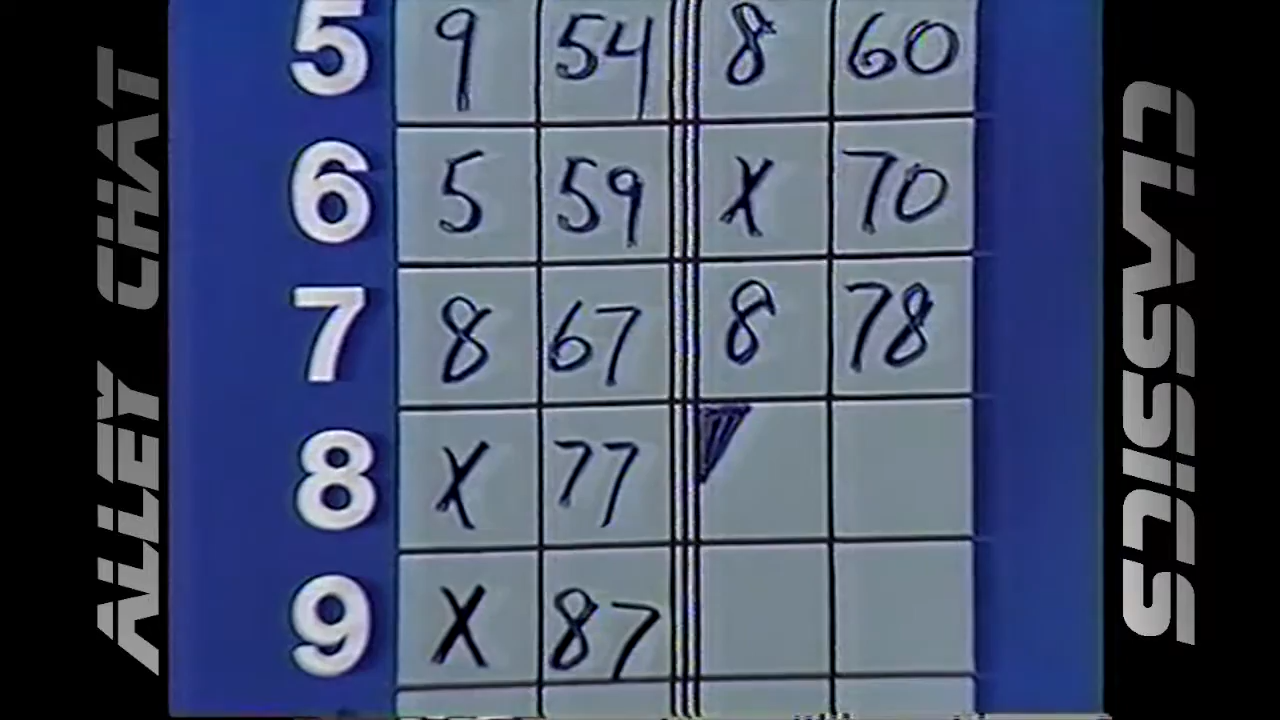 ALLEY CHAT
5 9 54 8 60
6 5 59 X 70
7 8 67 8 78
8 X 77
9 X 87
CLASSiCS